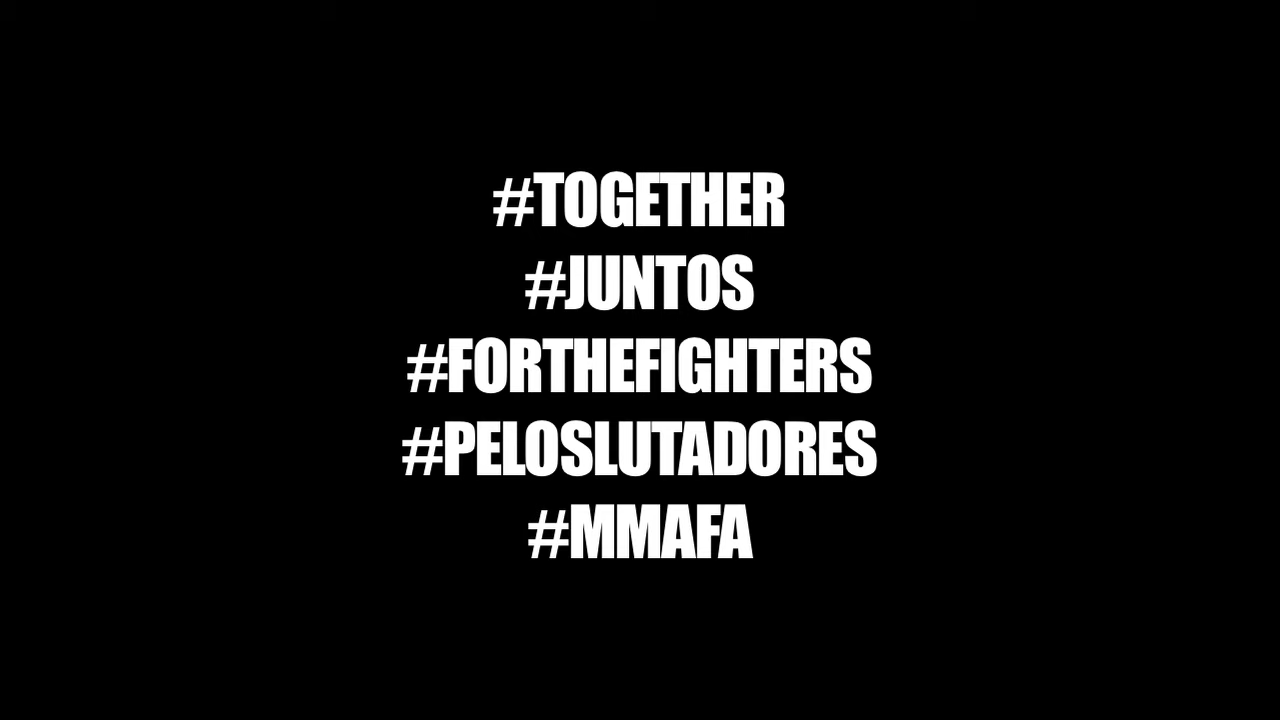 #TOGETHER
#JUNTOS
#FORTHEFIGHTERS
#PELOSLUTADORES
#MMAFA